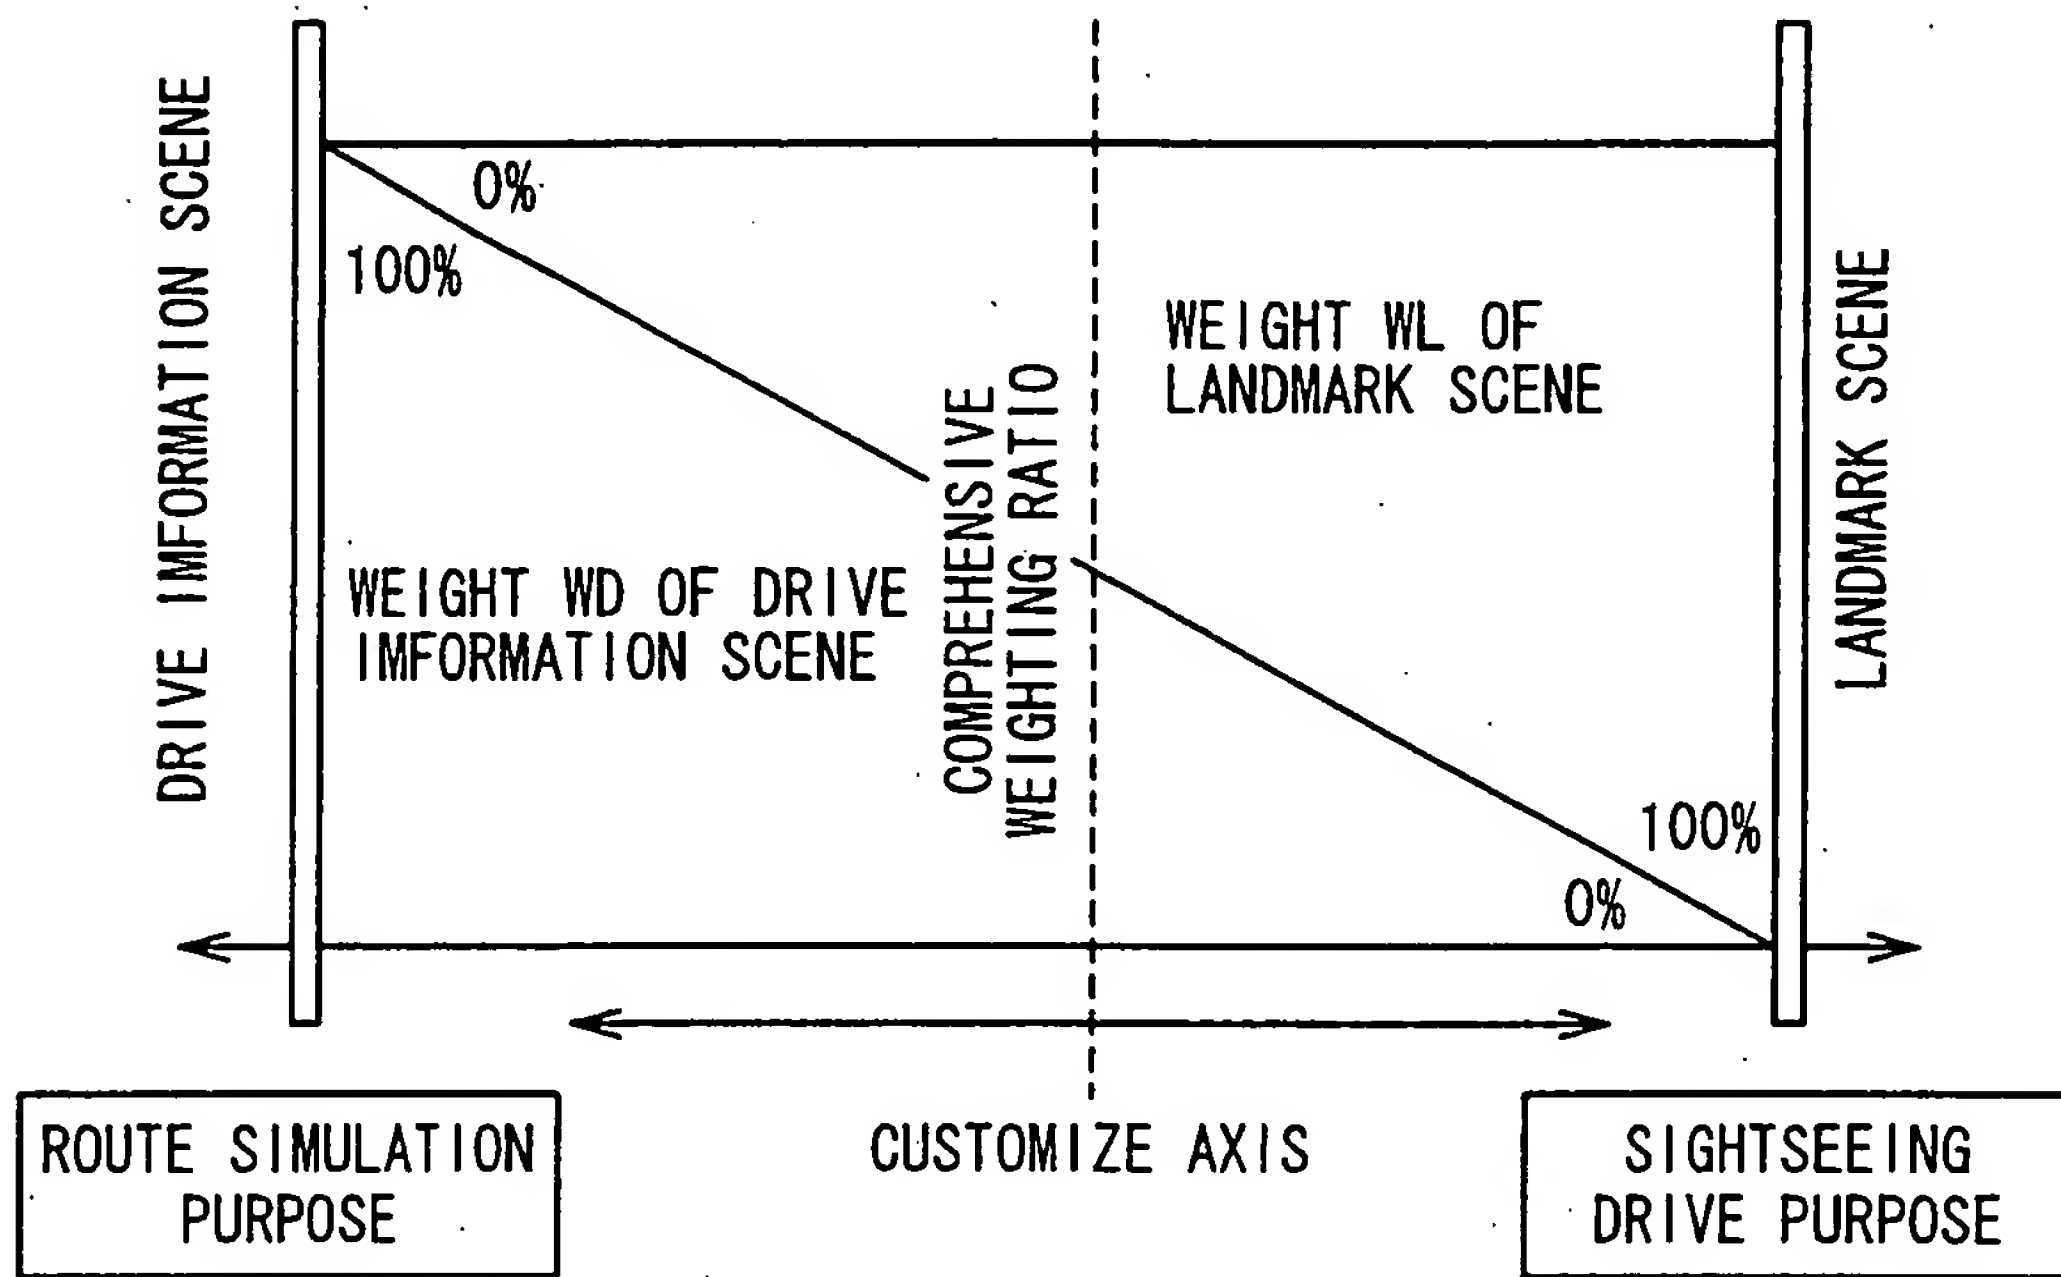 DRIVE IMFORMATION SCENE
0%
100%
WEIGHT WD OF DRIVE
IMFORMATION SCENE
COMPREHENSIVE
WEIGHTING RATIO
WEIGHT WL OF
LANDMARK SCENE
100%
0%
LANDMARK SCENE
ROUTE SIMULATION
PURPOSE
CUSTOMIZE AXIS
SIGHTSEEING
DRIVE PURPOSE